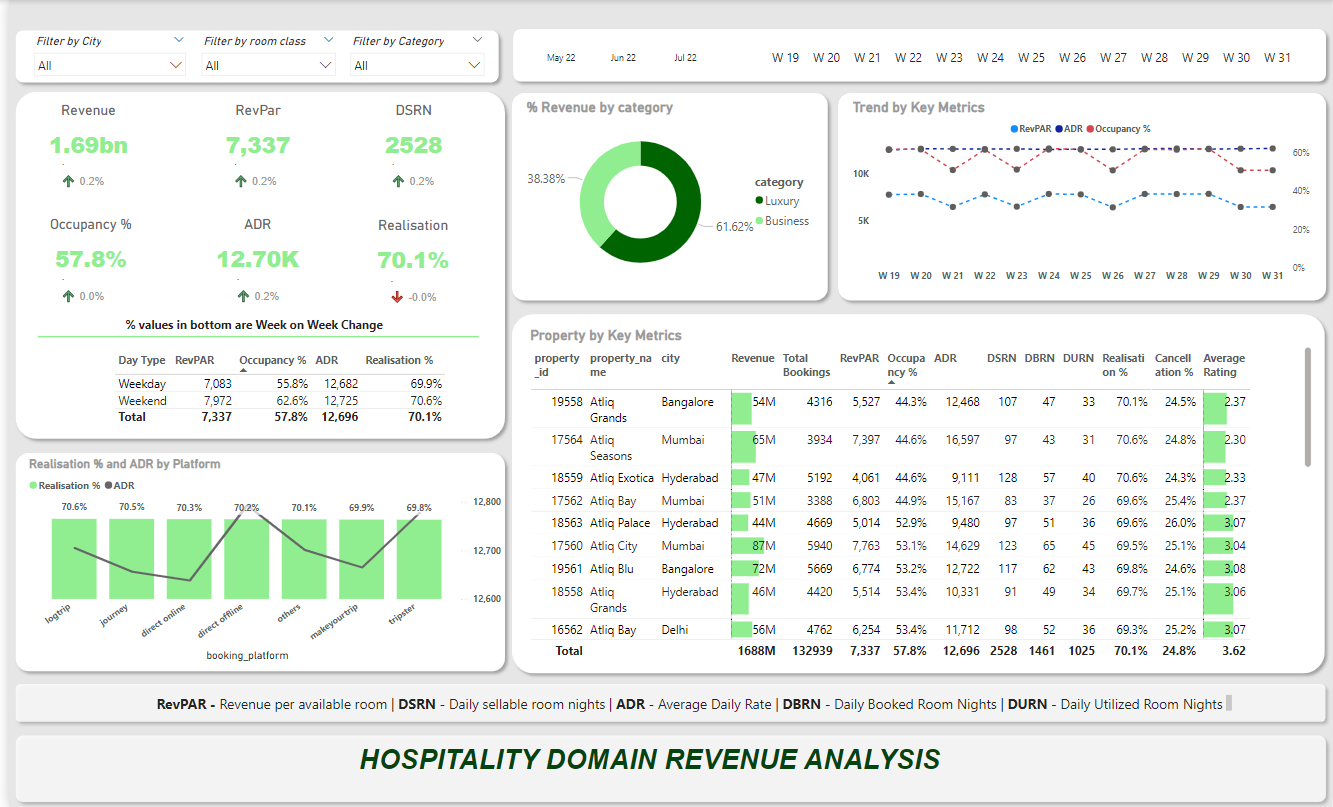 Filter by City
Filter by room class
Filter by Category
All
All
All
May 22 Jun 22 Jul 22 W 19 W 20 W 21 W 22 W 23 W 24 W 25 W 26 W 27 W 28 W 29 W 30 W 31
Revenue RevPar DSRN
1.69bn 7,337 2528
0.2% 0.2% 0.2%
Occupancy % ADR Realisation
57.8% 12.70K 70.1%
0.0% 0.2% -0.0%
% values in bottom are Week on Week Change
Day Type RevPAR Occupancy % ADR Realisation %
Weekday 7,083 55.8% 12,682 69.9%
Weekend 7,972 62.6% 12,725 70.6%
Total 7,337 57.8% 12,696 70.1%
% Revenue by category
38.38%
61.62%
category
Luxury
Business
Trend by Key Metrics
RevPAR ADR Occupancy %
10K
5K
60%
40%
20%
0%
W 19 W 20 W 21 W 22 W 23 W 24 W 25 W 26 W 27 W 28 W 29 W 30 W 31
Realisation % and ADR by Platform
Realisation % ADR
70.6% 70.5% 70.3% 70.2% 70.1% 69.9% 69.8%
12,800
12,700
12,600
logtrip journey direct online direct offline others makeyourtrip tripster
booking_platform
Property by Key Metrics
property property_na city Revenue Total RevPAR Occupa ADR DSRN DBRN DURN Realisati Cancell Average
_id me Bookings ncy % on % ation % Rating
19558 Atliq Bangalore 54M 4316 5,527 44.3% 12,468 107 47 33 70.1% 24.5% 2.37
Grands
17564 Atliq Mumbai 65M 3934 7,397 44.6% 16,597 97 43 31 70.6% 24.8% 2.30
Seasons
18559 Atliq Exotica Hyderabad 47M 5192 4,061 44.6% 9,111 128 57 40 70.6% 24.3% 2.33
17562 Atliq Bay Mumbai 51M 3388 6,803 44.9% 15,167 83 37 26 69.6% 25.4% 2.37
18563 Atliq Palace Hyderabad 44M 4669 5,014 52.9% 9,480 97 51 36 69.6% 26.0% 3.07
17560 Atliq City Mumbai 87M 5940 7,763 53.1% 14,629 123 65 45 69.5% 25.1% 3.04
19561 Atliq Blu Bangalore 72M 5669 6,774 53.2% 12,722 117 62 43 69.8% 24.6% 3.08
18558 Atliq Hyderabad 46M 4420 5,514 53.4% 10,331 91 49 34 69.7% 25.1% 3.06
Grands
16562 Atliq Bay Delhi 56M 4762 6,254 53.4% 11,712 98 52 36 69.3% 25.2% 3.07
Total 1688M 132939 7,337 57.8% 12,696 2528 1461 1025 70.1% 24.8% 3.62
RevPAR - Revenue per available room | DSRN - Daily sellable room nights | ADR - Average Daily Rate | DBRN - Daily Booked Room Nights | DURN - Daily Utilized Room Nights
HOSPITALITY DOMAIN REVENUE ANALYSIS